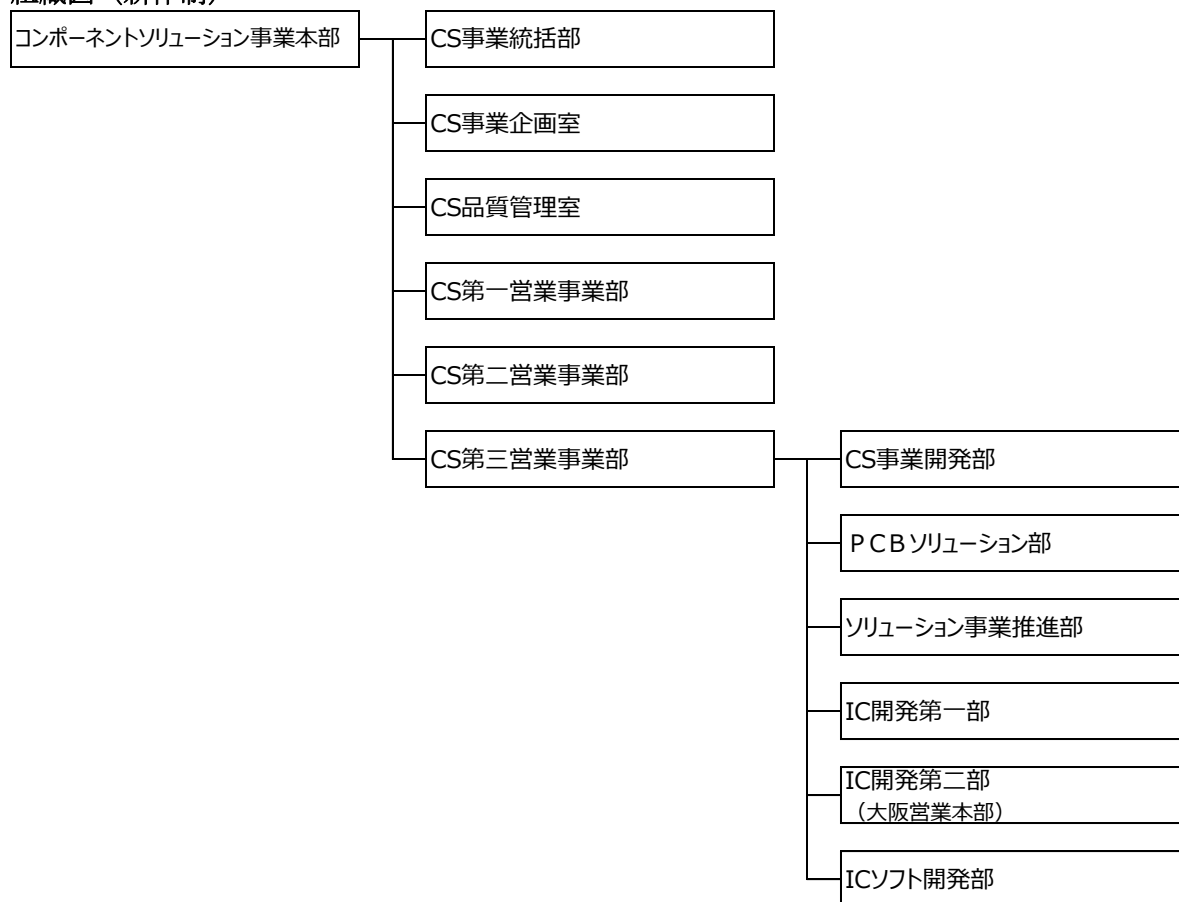 組織図（新体制）
コンポーネントソリューション事業本部
CS事業統括部
CS事業企画室
CS品質管理室
CS第一営業事業部
CS第二営業事業部
CS第三営業事業部
CS事業開発部
ＰＣＢソリューション部
ソリューション事業推進部
IC開発第一部
IC開発第二部
（大阪営業本部）
ICソフト開発部